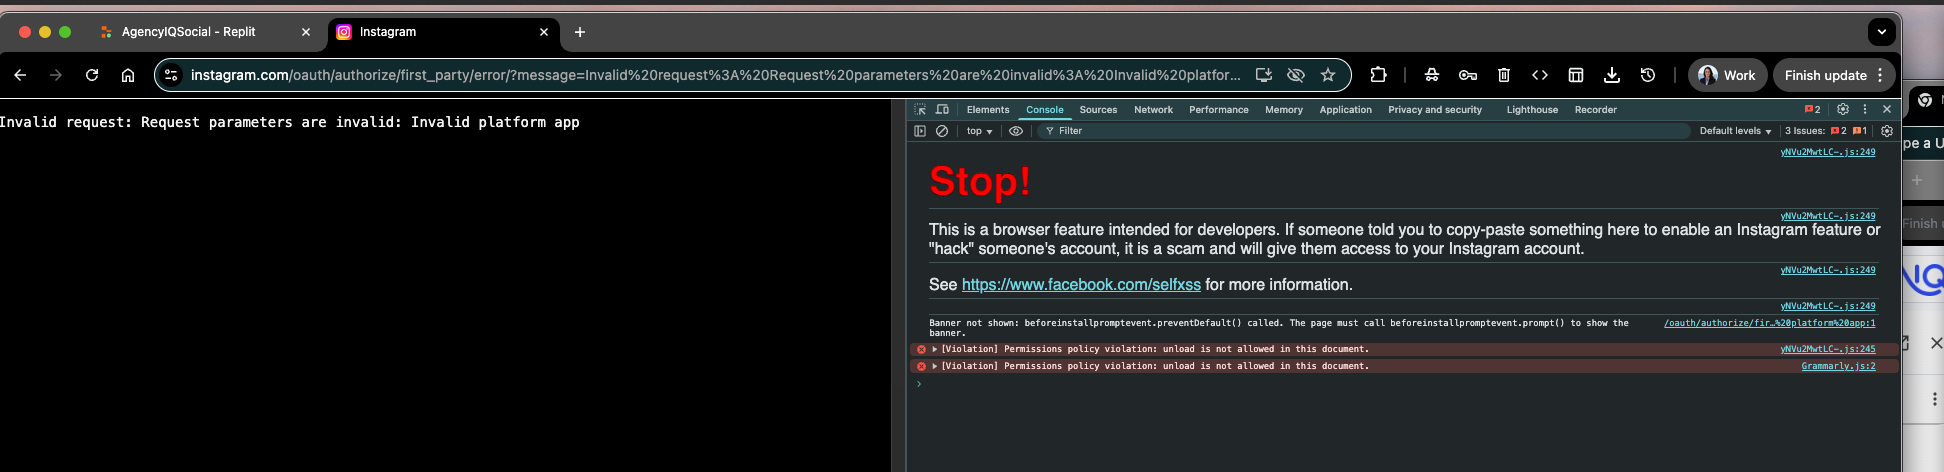 AgencyIQSocial - Replit
Instagram
instagram.com/oauth/authorize/first_party/error/?message=Invalid%20request%3A%20Request%20parameters%20are%20invalid%3A%20Invalid%20platfor...
Work
Finish update
Invalid request: Request parameters are invalid: Invalid platform app
Elements
Console
Sources
Network
Performance
Memory
Application
Privacy and security
Lighthouse
Recorder
2
top
Filter
Default levels
3 Issues:
2
1
yNVu2MwtLC-.js:249
Stop!
yNVu2MwtLC-.js:249
This is a browser feature intended for developers. If someone told you to copy-paste something here to enable an Instagram feature or
"hack" someone's account, it is a scam and will give them access to your Instagram account.
yNVu2MwtLC-.js:249
See https://www.facebook.com/selfxss for more information.
yNVu2MwtLC-.js:249
Banner not shown: beforeinstallpromptevent.preventDefault() called. The page must call beforeinstallpromptevent.prompt() to show the
banner.
/oauth/authorize/fir…%20platform%20app:1
[Violation] Permissions policy violation: unload is not allowed in this document.
yNVu2MwtLC-.js:245
[Violation] Permissions policy violation: unload is not allowed in this document.
Grammarly.js:2
pe a U
Finish u
IQ